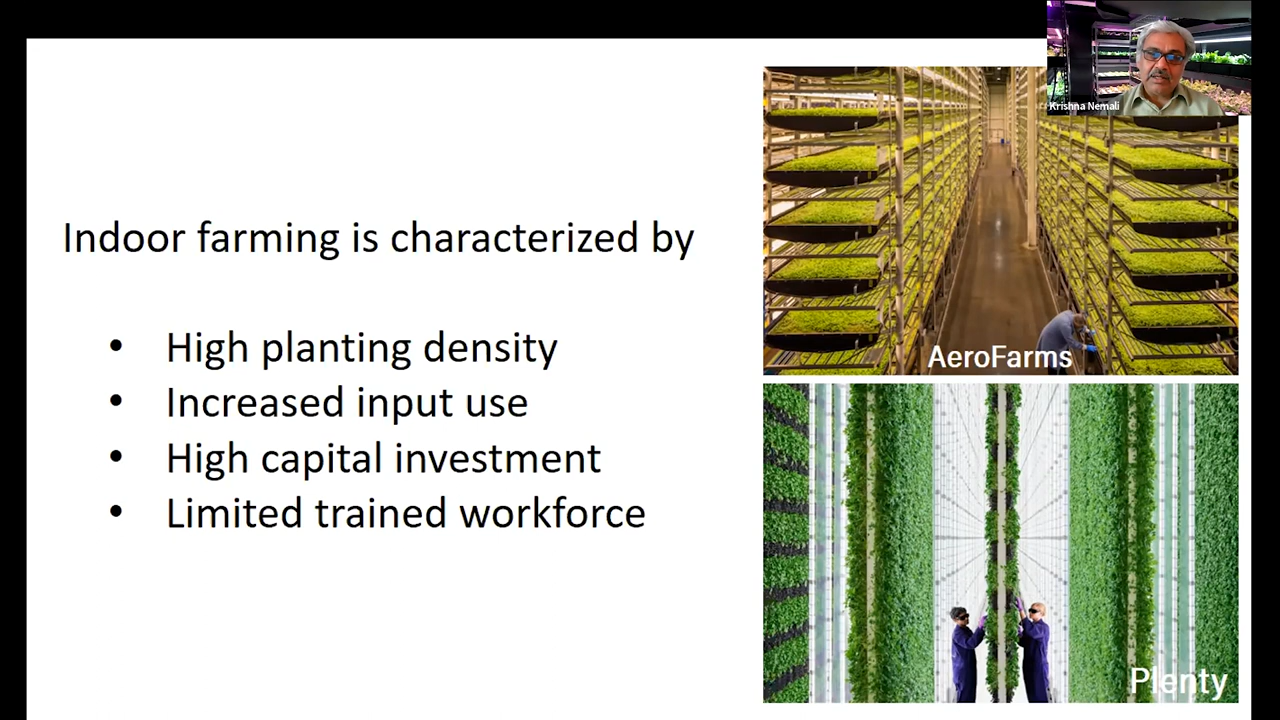 Krishna Nemali
Indoor farming is characterized by
• High planting density
• Increased input use
• High capital investment
• Limited trained workforce
AeroFarms
Plenty